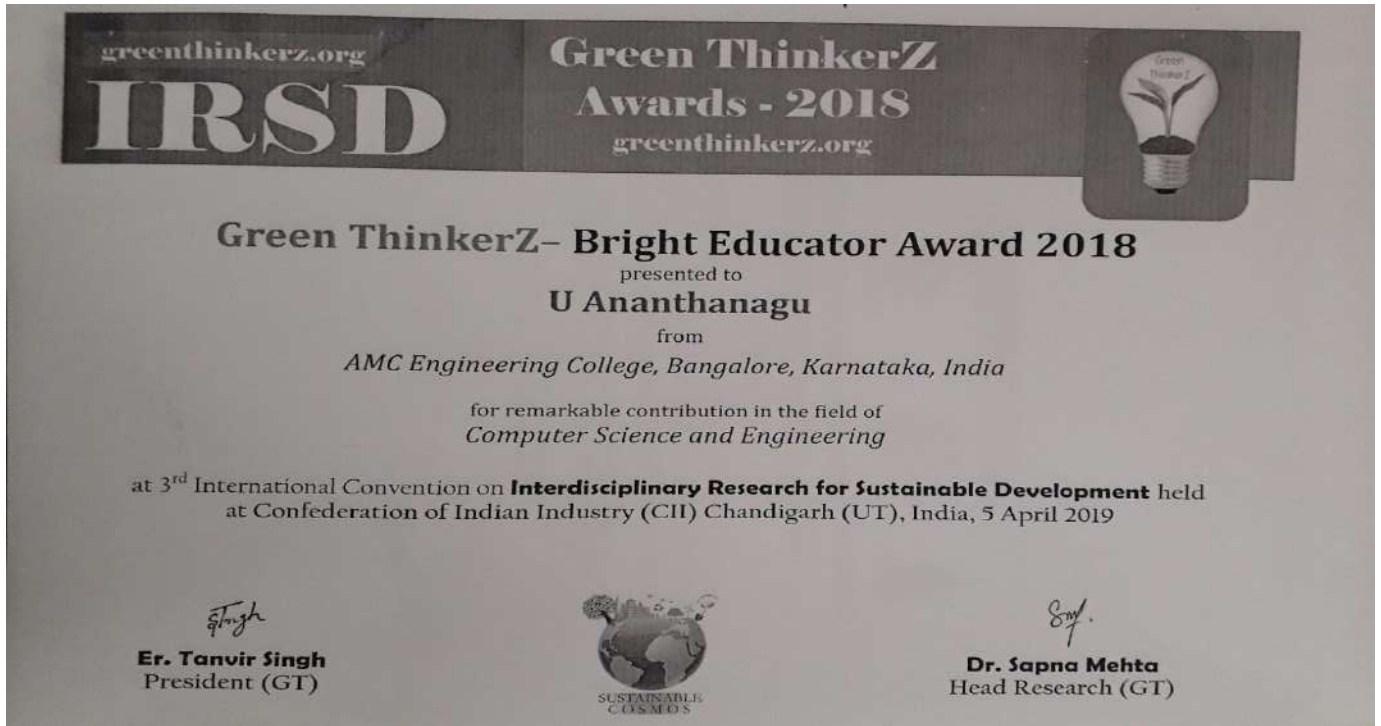 greenthinkerz.org
IRSD
Green ThinkerZ
Awards - 2018
greenthinkerz.org
Green
ThinkerZ
Green ThinkerZ– Bright Educator Award 2018
presented to
U Ananthanagu
from
AMC Engineering College, Bangalore, Karnataka, India
for remarkable contribution in the field of
Computer Science and Engineering
at 3rd International Convention on Interdisciplinary Research for Sustainable Development held
at Confederation of Indian Industry (CII) Chandigarh (UT), India, 5 April 2019
Er. Tanvir Singh
President (GT)
SUSTAINABLE
COSMOS
Dr. Sapna Mehta
Head Research (GT)